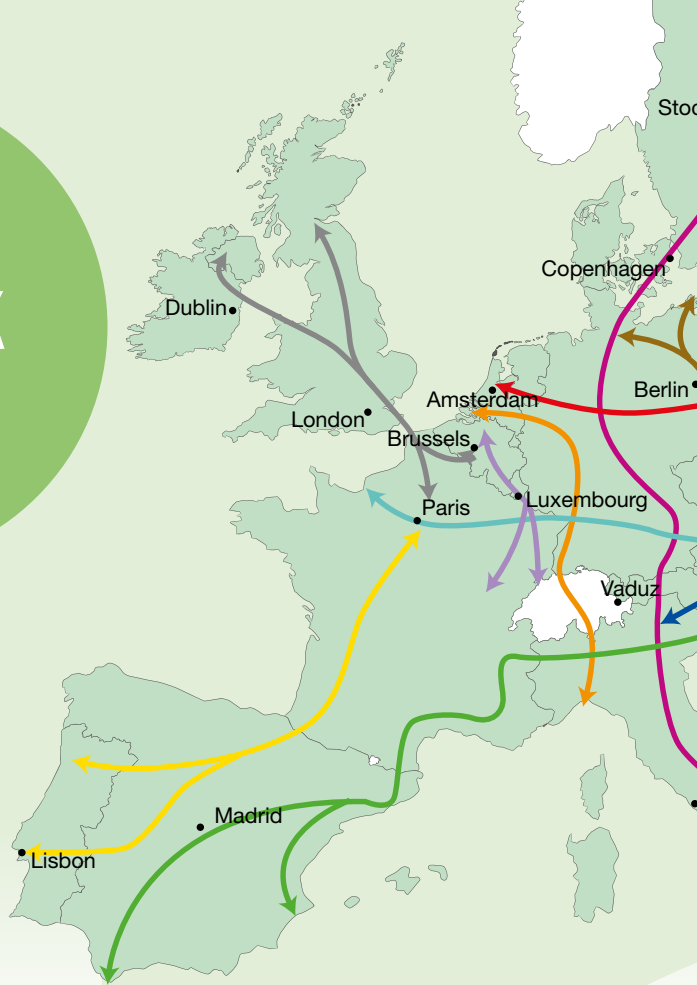 Stoc
Copenhagen
Dublin
Berlin
Amsterdam
London
Brussels
Luxembourg
Paris
Vaduz
Madrid
Lisbon